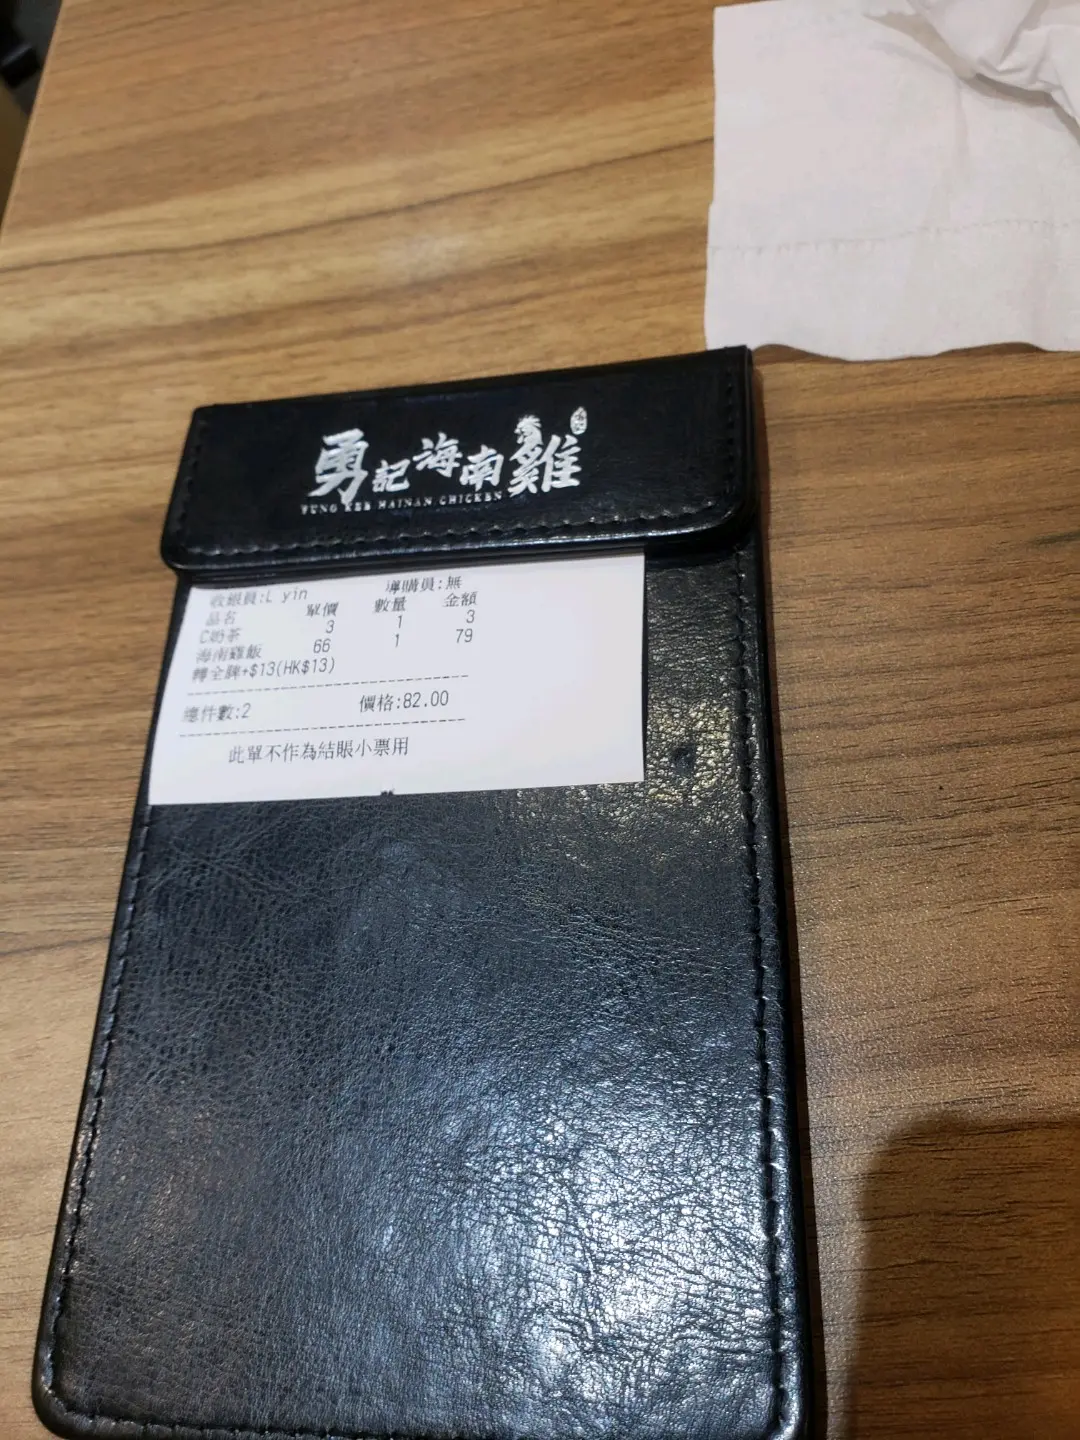 勇記海南雞
YUNG KEE HAINAN CHICKEN
收銀員:L yin 導購員:無
品名 單價 數量 金額
C奶茶 3 1 3
海南雞飯 66 1 79
轉全髀+$13(HK$13)
總件數:2 價格:82.00
此單不作為結眼小票用